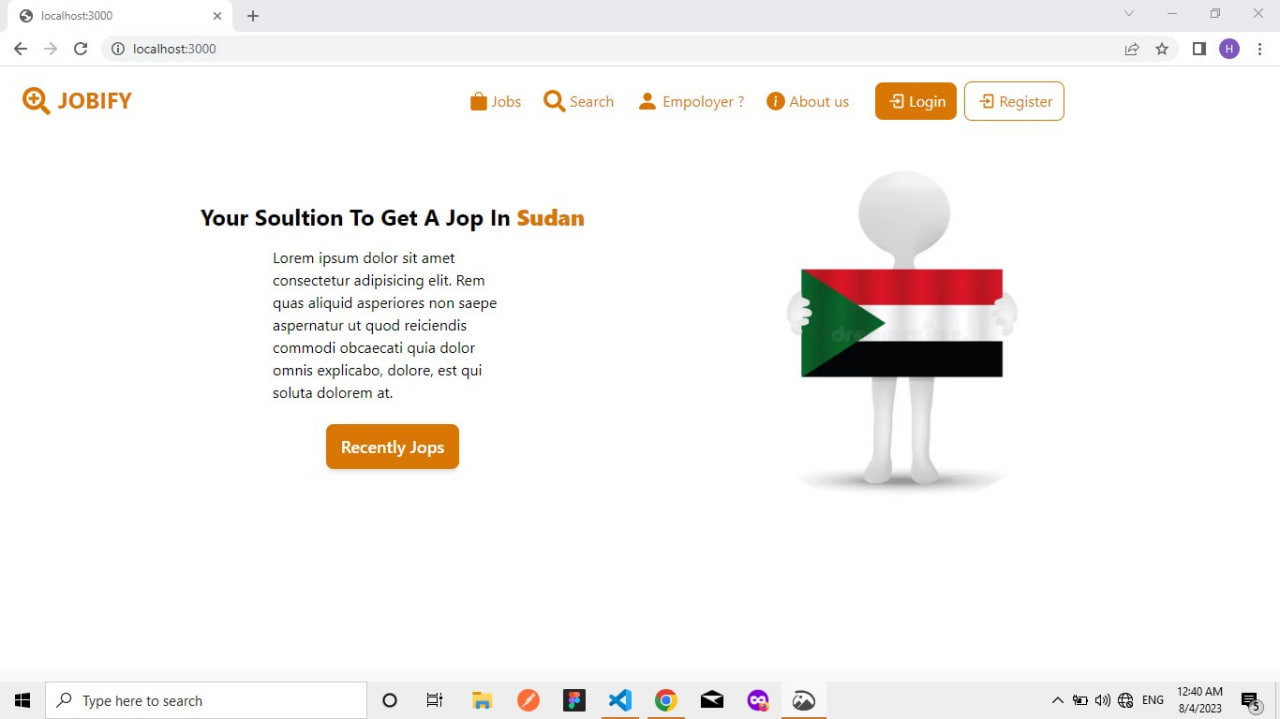 localhost:3000
localhost:3000
H
JOBIFY
Jobs
Search
Empoloyer ?
About us
Login
Register
Your Soultion To Get A Jop In Sudan
Lorem ipsum dolor sit amet
consectetur adipisicing elit. Rem
quas aliquid asperiores non saepe
aspernatur ut quod reiciendis
commodi obcaecati quia dolor
omnis explicabo, dolore, est qui
soluta dolorem at.
Recently Jops
Type here to search
ENG
12:40 AM
8/4/2023
5